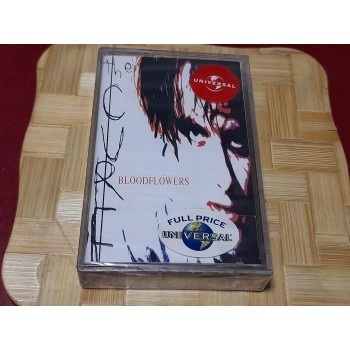 THE CURE
BLOODFLOWERS
UNIVERSAL
FULL PRICE
UNIVERSAL